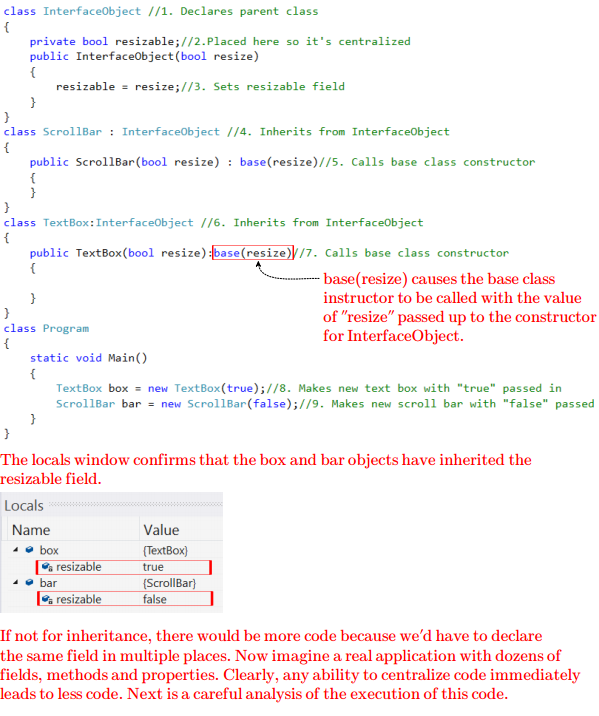 class InterfaceObject //1. Declares parent class
{
private bool resizable;//2.Placed here so it's centralized
public InterfaceObject(bool resize)
{
resizable = resize;//3. Sets resizable field
}
}
class ScrollBar : InterfaceObject //4. Inherits from InterfaceObject
{
public ScrollBar(bool resize) : base(resize)//5. Calls base class constructor
{
}
}
class TextBox:InterfaceObject //6. Inherits from InterfaceObject
{
public TextBox(bool resize):base(resize)//7. Calls base class constructor
{
base(resize) causes the base class
instructor to be called with the value
}
of "resize" passed up to the constructor
}
for InterfaceObject.
class Program
{
static void Main()
{
TextBox box = new TextBox(true);//8. Makes new text box with "true" passed in
ScrollBar bar = new ScrollBar(false);//9. Makes new scroll bar with "false" passed
}
}
The locals window confirms that the box and bar objects have inherited the
resizable field.
Locals
Name Value
box {TextBox}
resizable true
bar {ScrollBar}
resizable false
If not for inheritance, there would be more code because we'd have to declare
the same field in multiple places. Now imagine a real application with dozens of
fields, methods and properties. Clearly, any ability to centralize code immediately
leads to less code. Next is a careful analysis of the execution of this code.